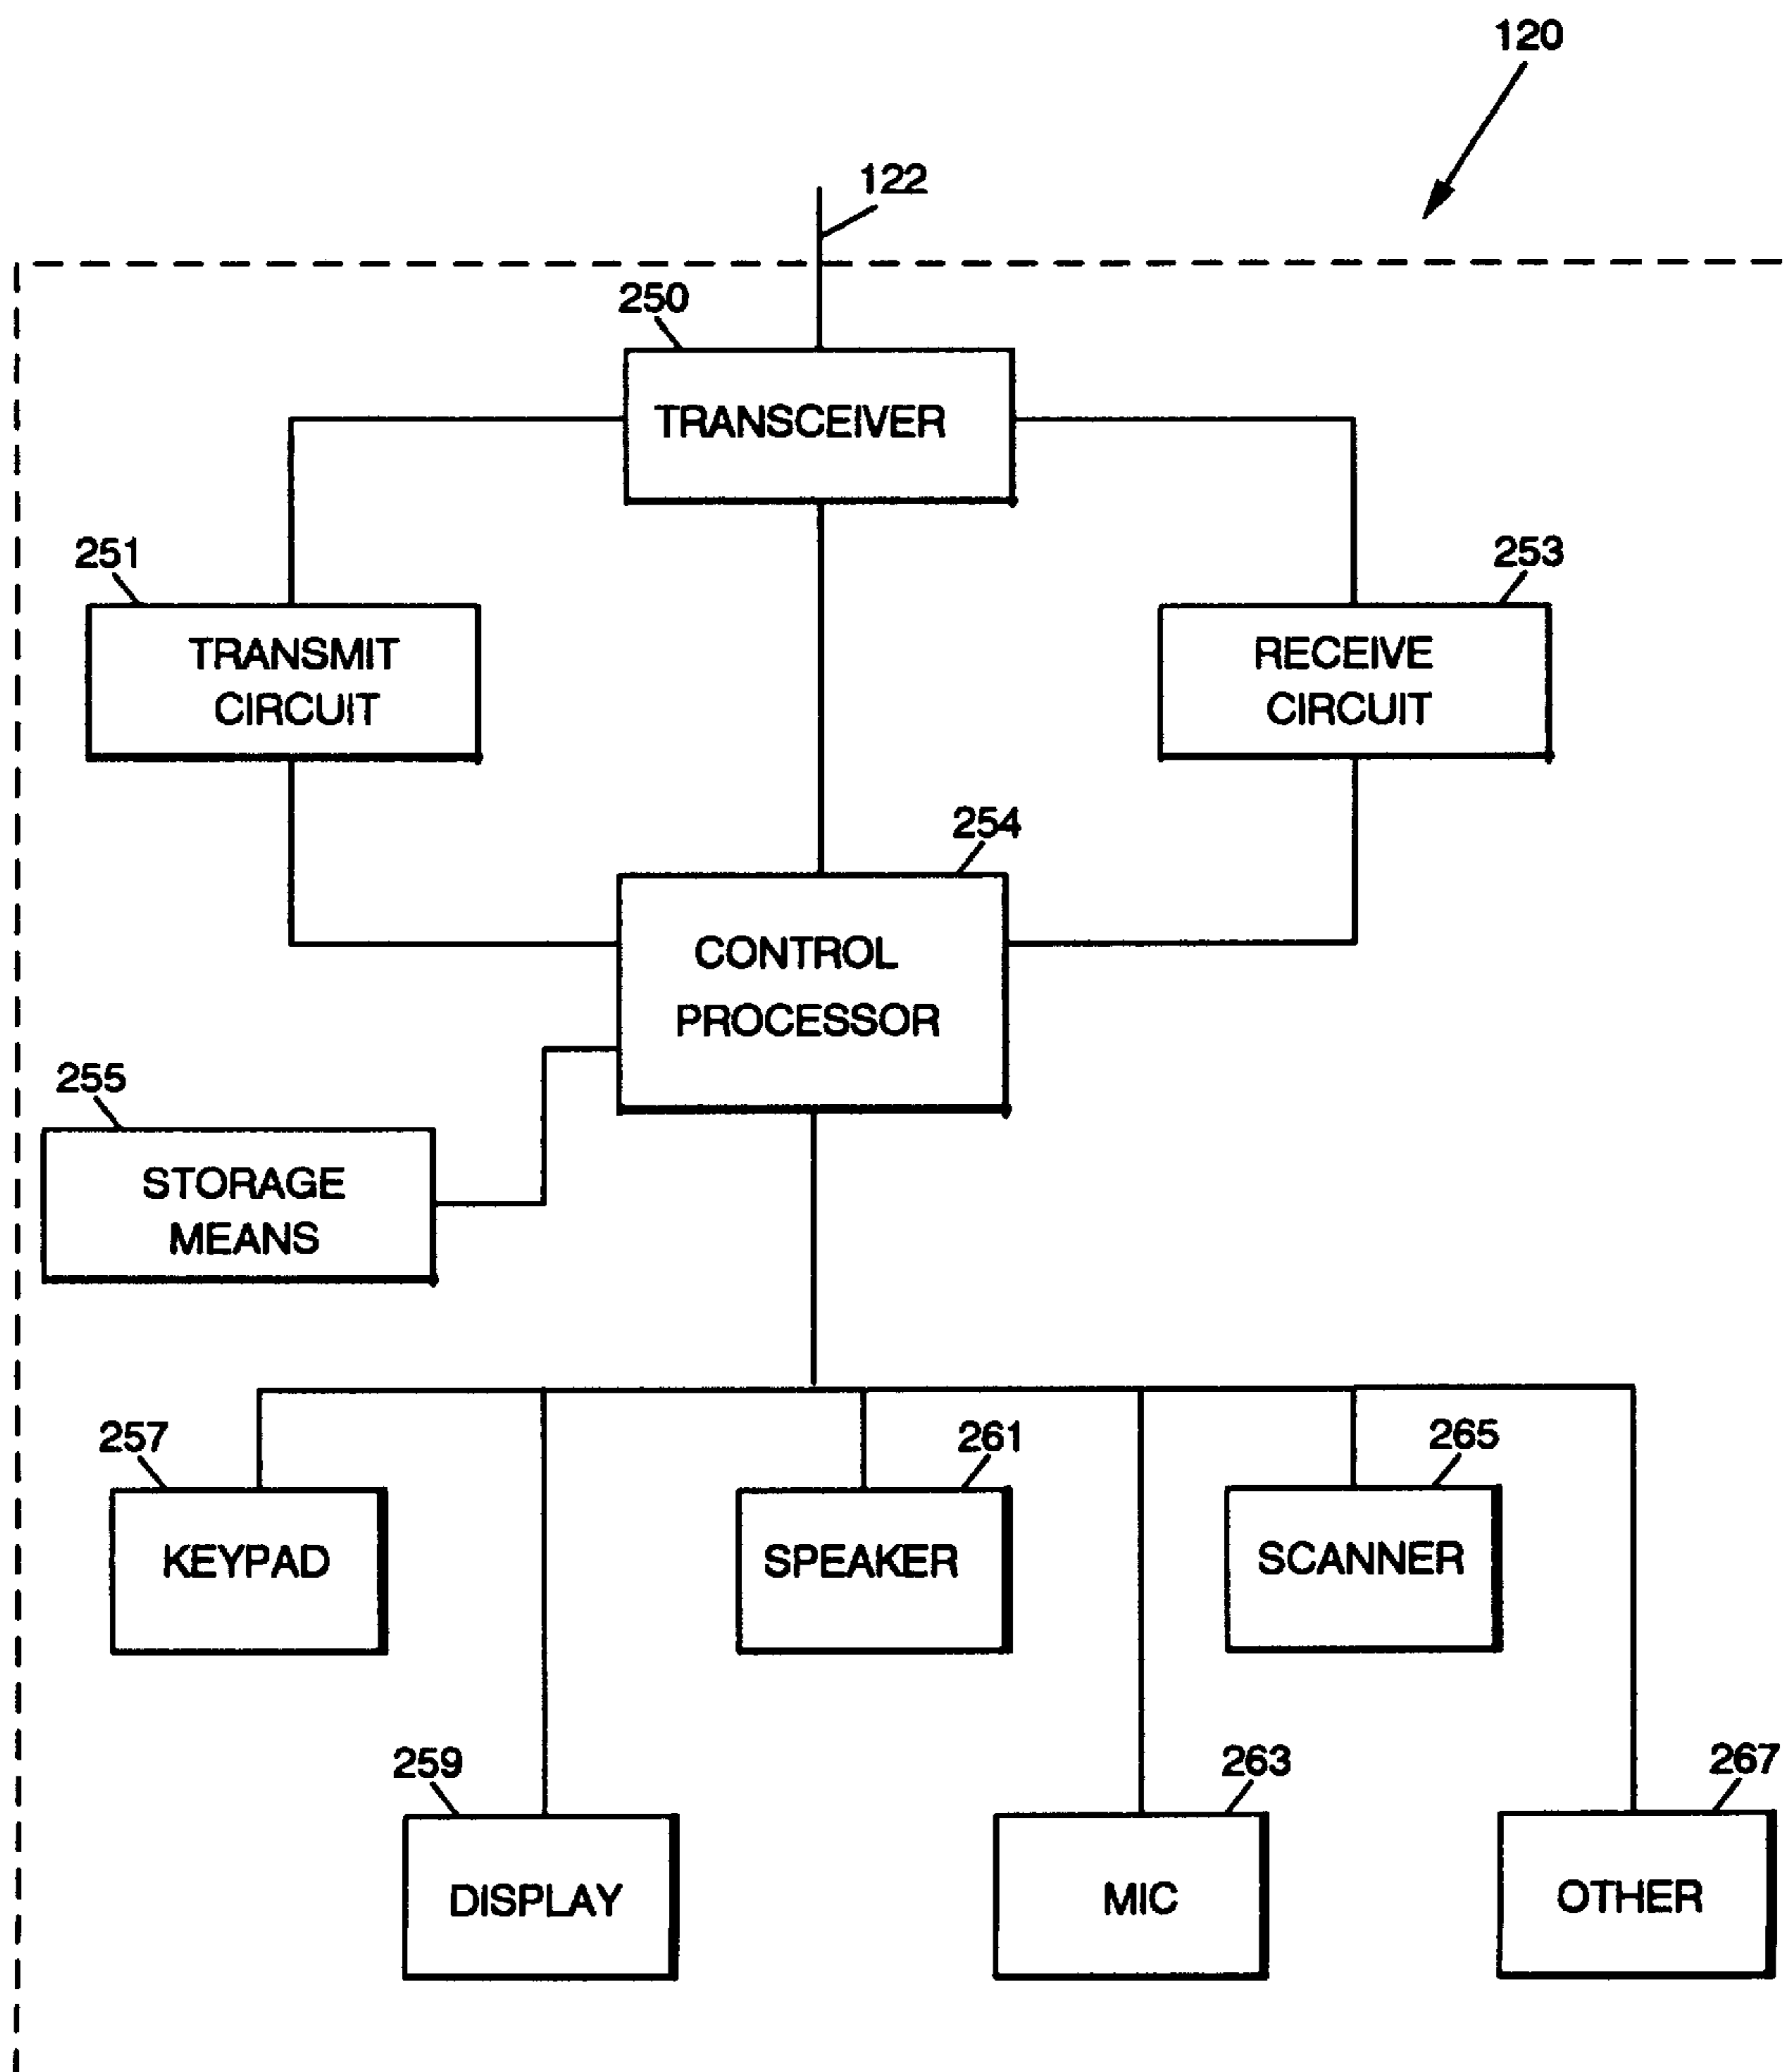 120
122
250
TRANSCEIVER
251
253
TRANSMIT
CIRCUIT
RECEIVE
CIRCUIT
254
CONTROL
PROCESSOR
255
STORAGE
MEANS
257
261
265
KEYPAD
SPEAKER
SCANNER
259
263
267
DISPLAY
MIC
OTHER